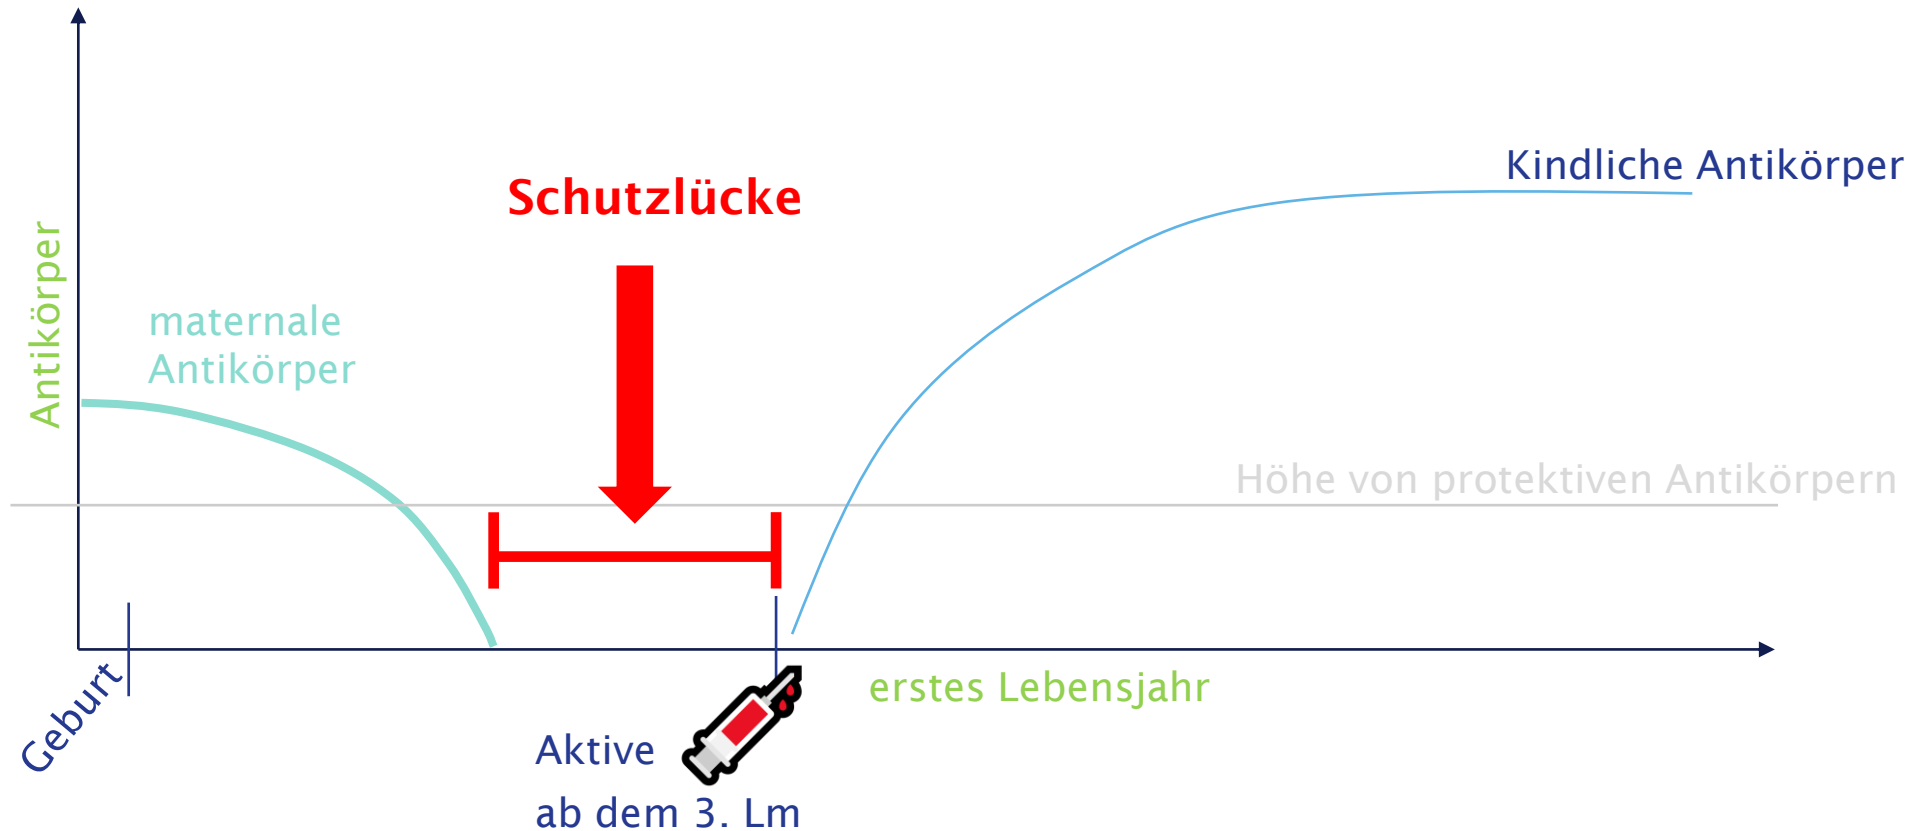 Kindliche Antikörper
Schutzlücke
Antikörper
maternale
Antikörper
Höhe von protektiven Antikörpern
Geburt
erstes Lebensjahr
Aktive
ab dem 3. Lm